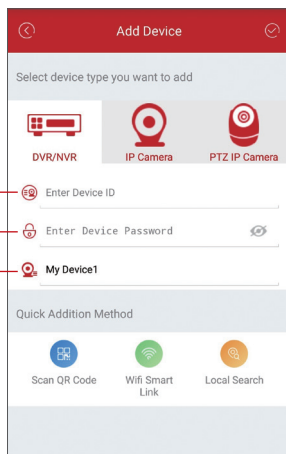 Add Device
Select device type you want to add
DVR/NVR
IP Camera
PTZ IP Camera
Enter Device ID
Enter Device Password
My Device1
Quick Addition Method
Scan QR Code
Wifi Smart
Link
Local Search